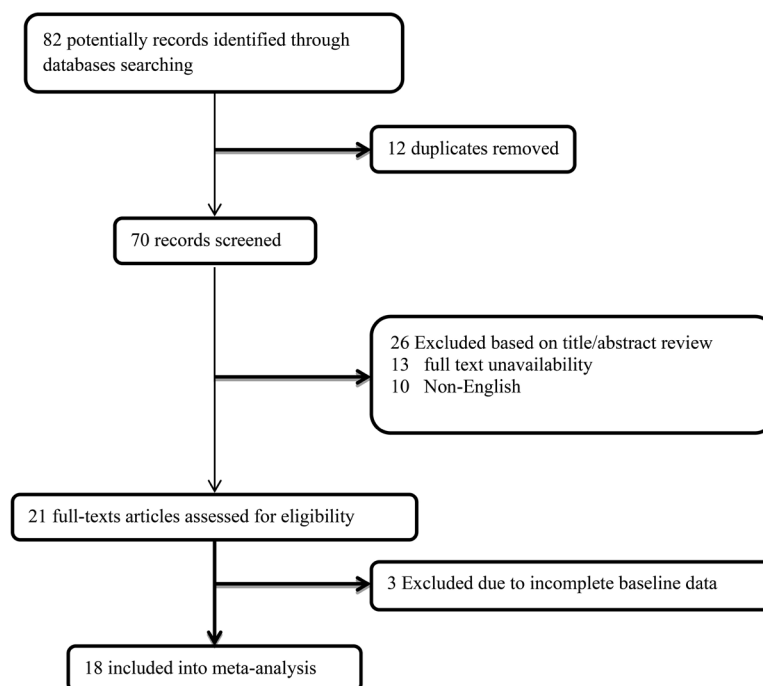 82 potentially records identified through
databases searching
12 duplicates removed
70 records screened
26 Excluded based on title/abstract review
13 full text unavailability
10 Non-English
21 full-texts articles assessed for eligibility
3 Excluded due to incomplete baseline data
18 included into meta-analysis